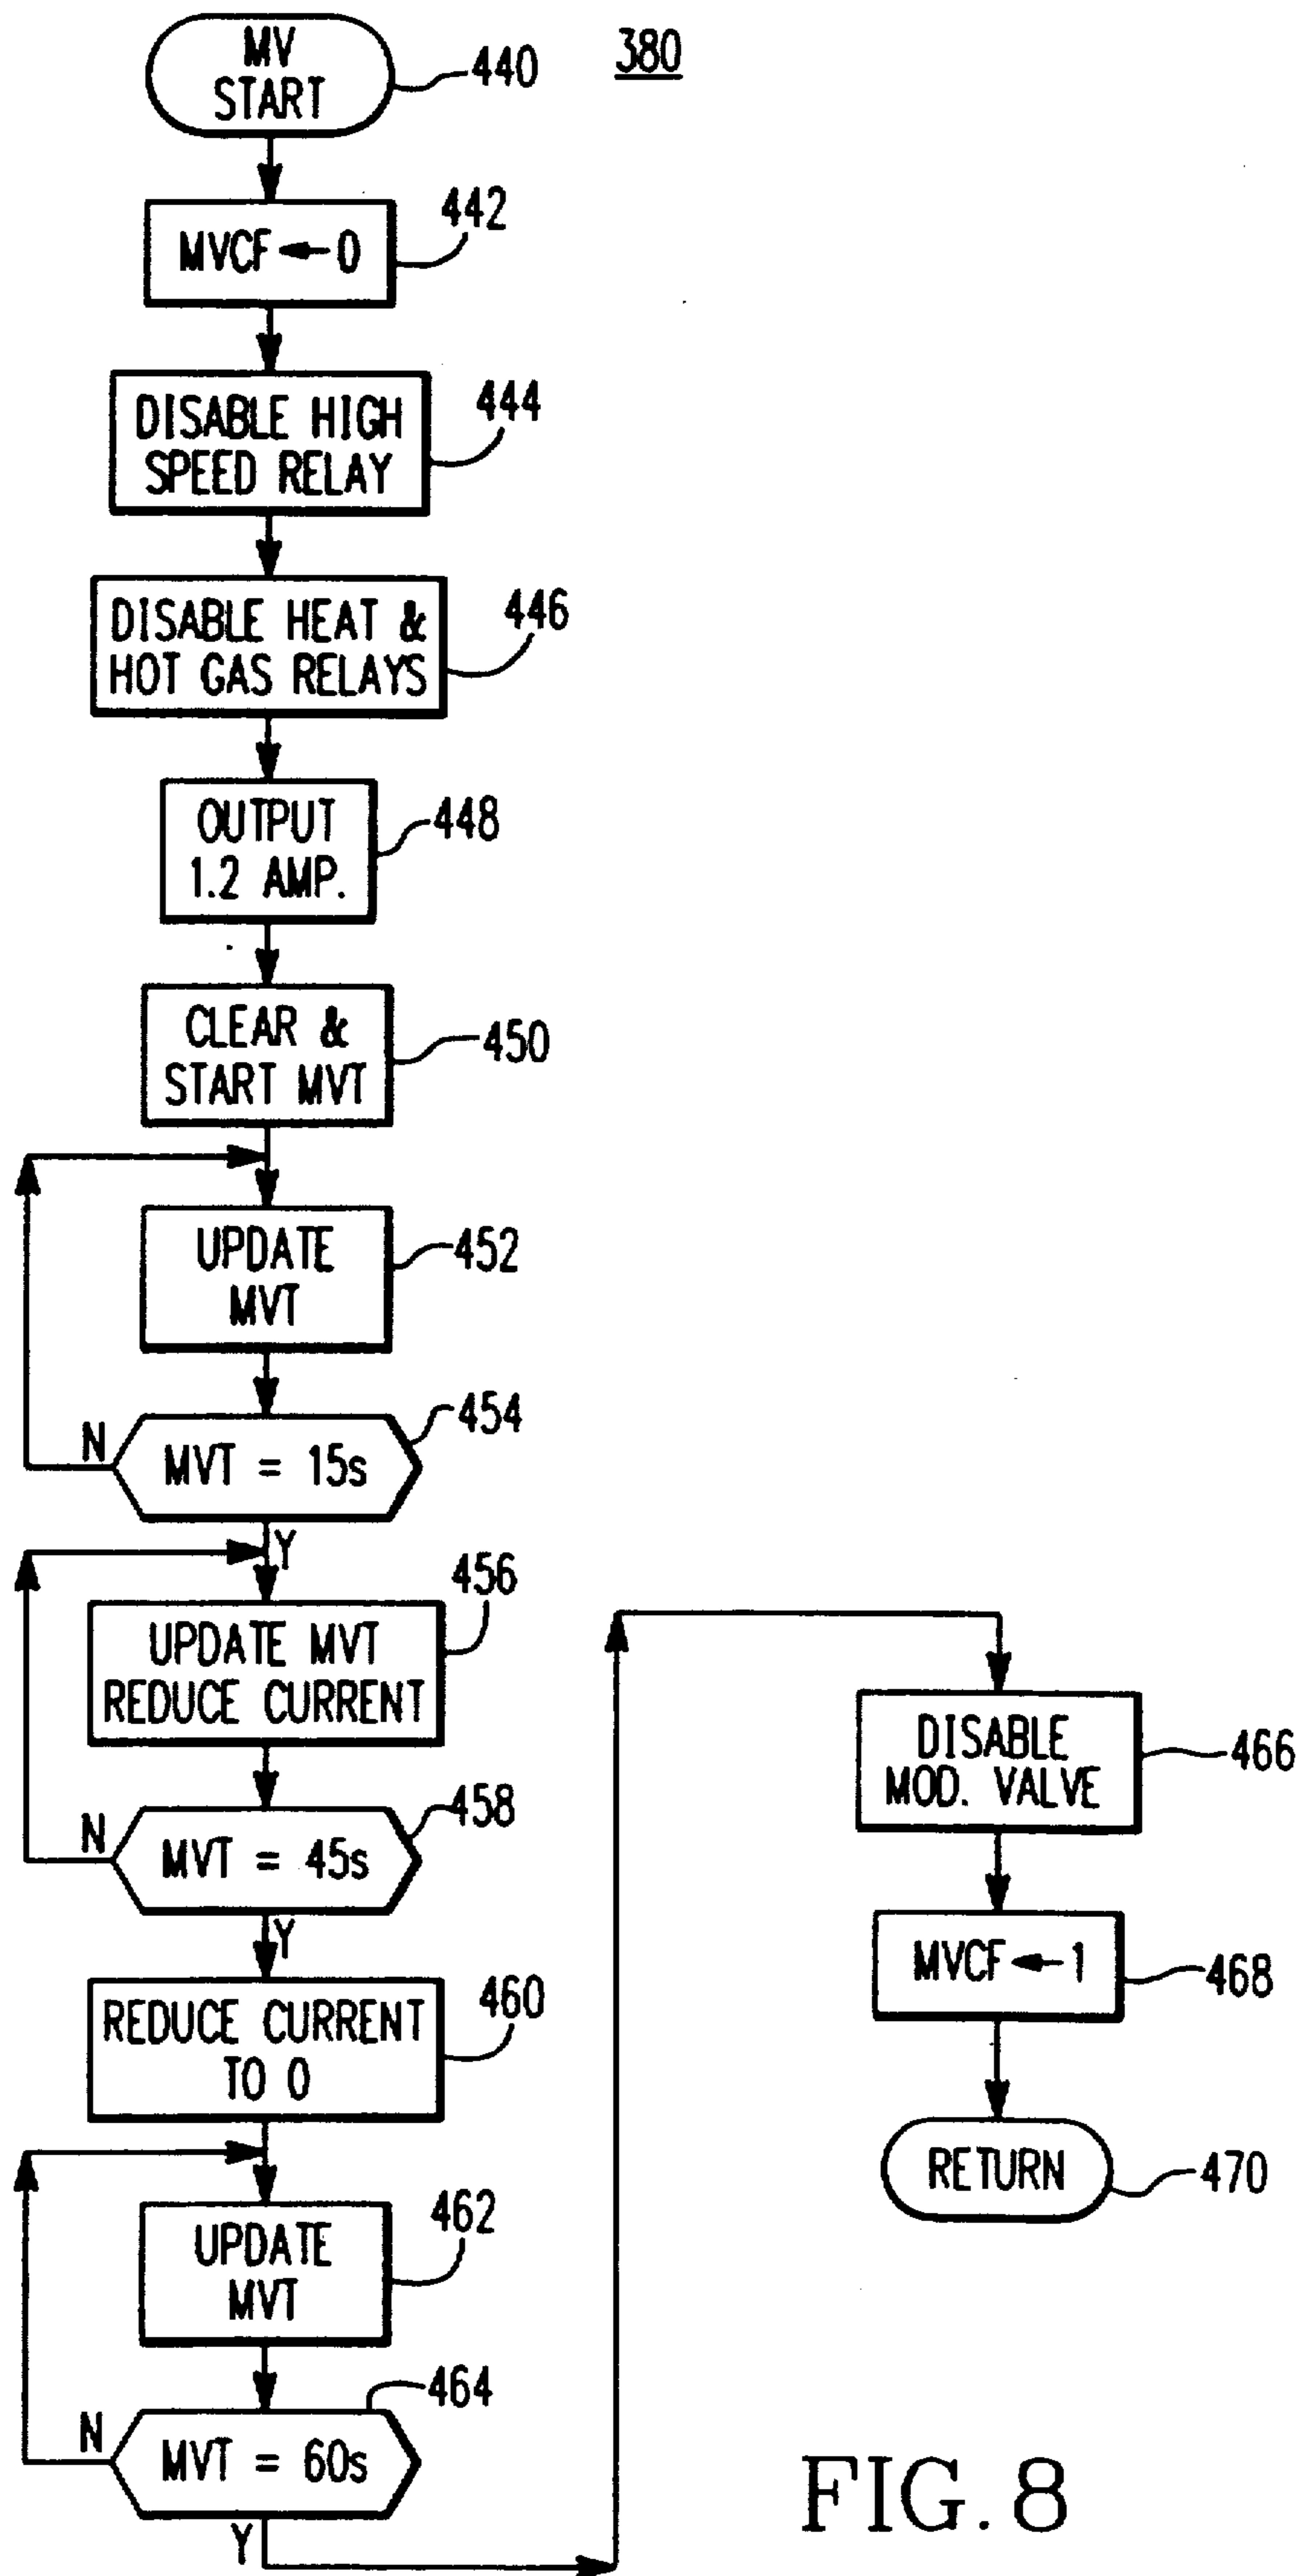 MV
START
440
380
442
MVCF ← 0
444
DISABLE HIGH
SPEED RELAY
446
DISABLE HEAT &
HOT GAS RELAYS
448
OUTPUT
1.2 AMP.
450
CLEAR &
START MVT
452
UPDATE
MVT
454
N
MVT = 15s
Y
456
UPDATE MVT
REDUCE CURRENT
458
N
MVT = 45s
Y
460
REDUCE CURRENT
TO 0
462
UPDATE
MVT
464
N
MVT = 60s
Y
DISABLE
MOD. VALVE
466
MVCF ← 1
468
RETURN
470
FIG. 8